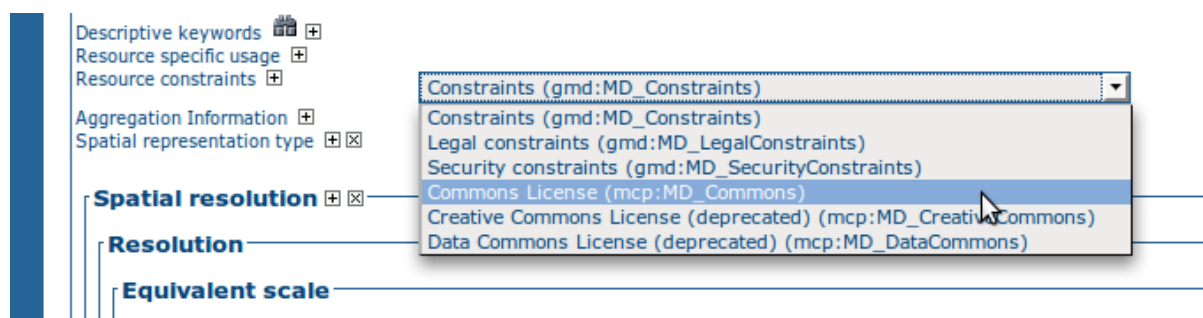 Descriptive keywords
Resource specific usage
Resource constraints
Constraints (gmd:MD_Constraints)
Constraints (gmd:MD_Constraints)
Aggregation Information
Legal constraints (gmd:MD_LegalConstraints)
Spatial representation type
Security constraints (gmd:MD_SecurityConstraints)
Commons License (mcp:MD_Commons)
Spatial resolution
Creative Commons License (deprecated) (mcp:MD_CreativeCommons)
Resolution
Data Commons License (deprecated) (mcp:MD_DataCommons)
Equivalent scale